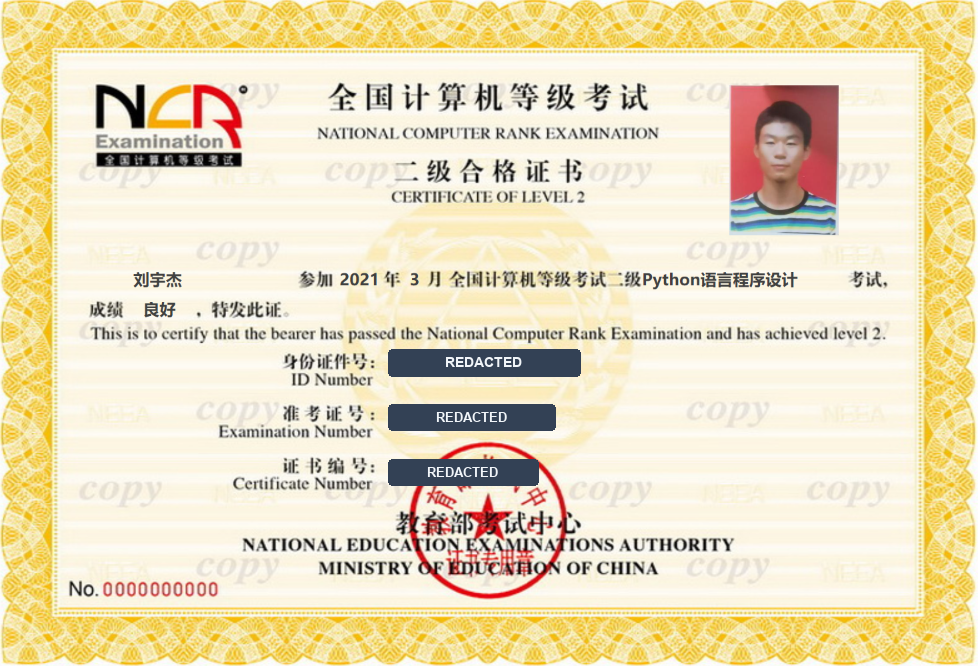 NCR
Examination
全国计算机等级考试
全国计算机等级考试
NATIONAL COMPUTER RANK EXAMINATION
二级合格证书
CERTIFICATE OF LEVEL 2
刘宇杰 参加 2021 年 3 月 全国计算机等级考试二级Python语言程序设计 考试,
成绩 良好 ,特发此证。
This is to certify that the bearer has passed the National Computer Rank Examination and has achieved level 2.
身份证件号: REDACTED
ID Number
准考证号: REDACTED
Examination Number
证书编号: REDACTED
Certificate Number
教育部考试中心
NATIONAL EDUCATION EXAMINATIONS AUTHORITY
证书专用章
MINISTRY OF EDUCATION OF CHINA
No. 0000000000
copy
NEEA